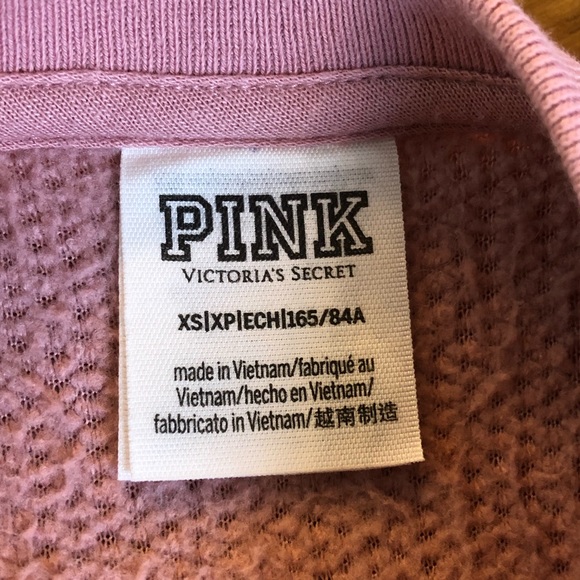 PINK
VICTORIA'S SECRET
XS|XP|ECH|165/84A
made in Vietnam/fabriqué au
Vietnam/hecho en Vietnam/
fabbricato in Vietnam/越南制造